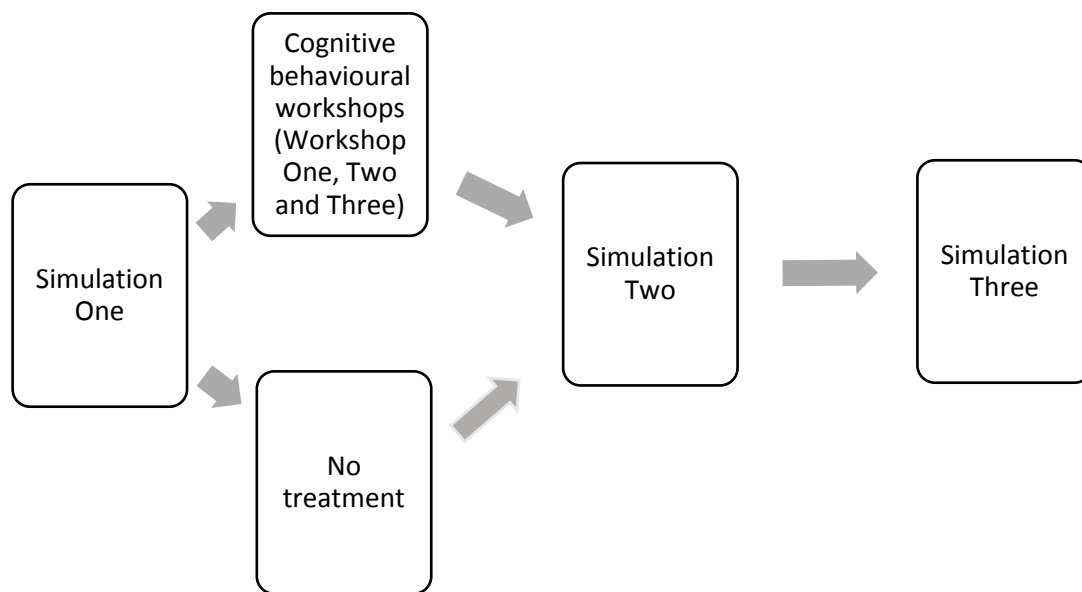 Simulation
One
Cognitive
behavioural
workshops
(Workshop
One, Two
and Three)
No
treatment
Simulation
Two
Simulation
Three